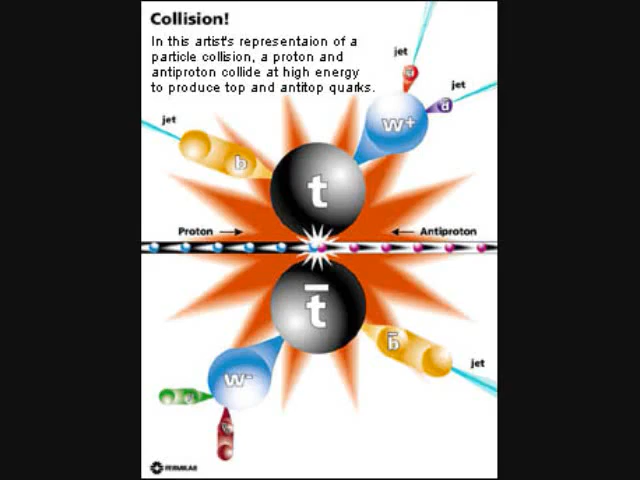 Collision!
In this artist's representaion of a
particle collision, a proton and
antiproton collide at high energy
to produce top and antitop quarks.
jet
jet
jet
w+
d̄
b
t
Proton
Antiproton
t̄
b̄
jet
w-
FERMILAB